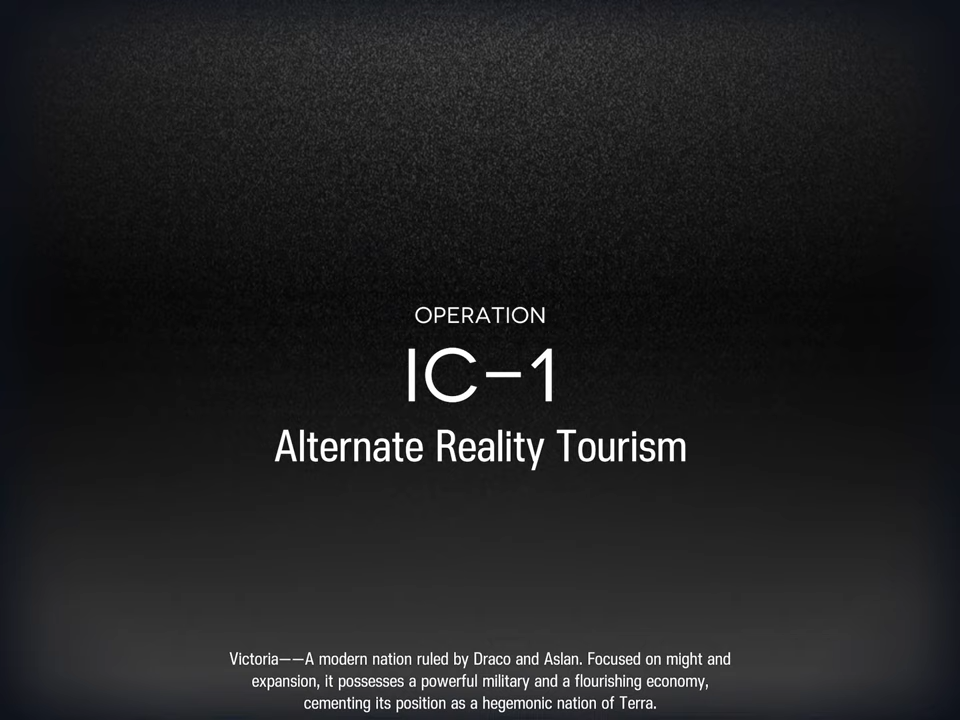 OPERATION
IC-1
Alternate Reality Tourism
Victoria——A modern nation ruled by Draco and Aslan. Focused on might and
expansion, it possesses a powerful military and a flourishing economy,
cementing its position as a hegemonic nation of Terra.